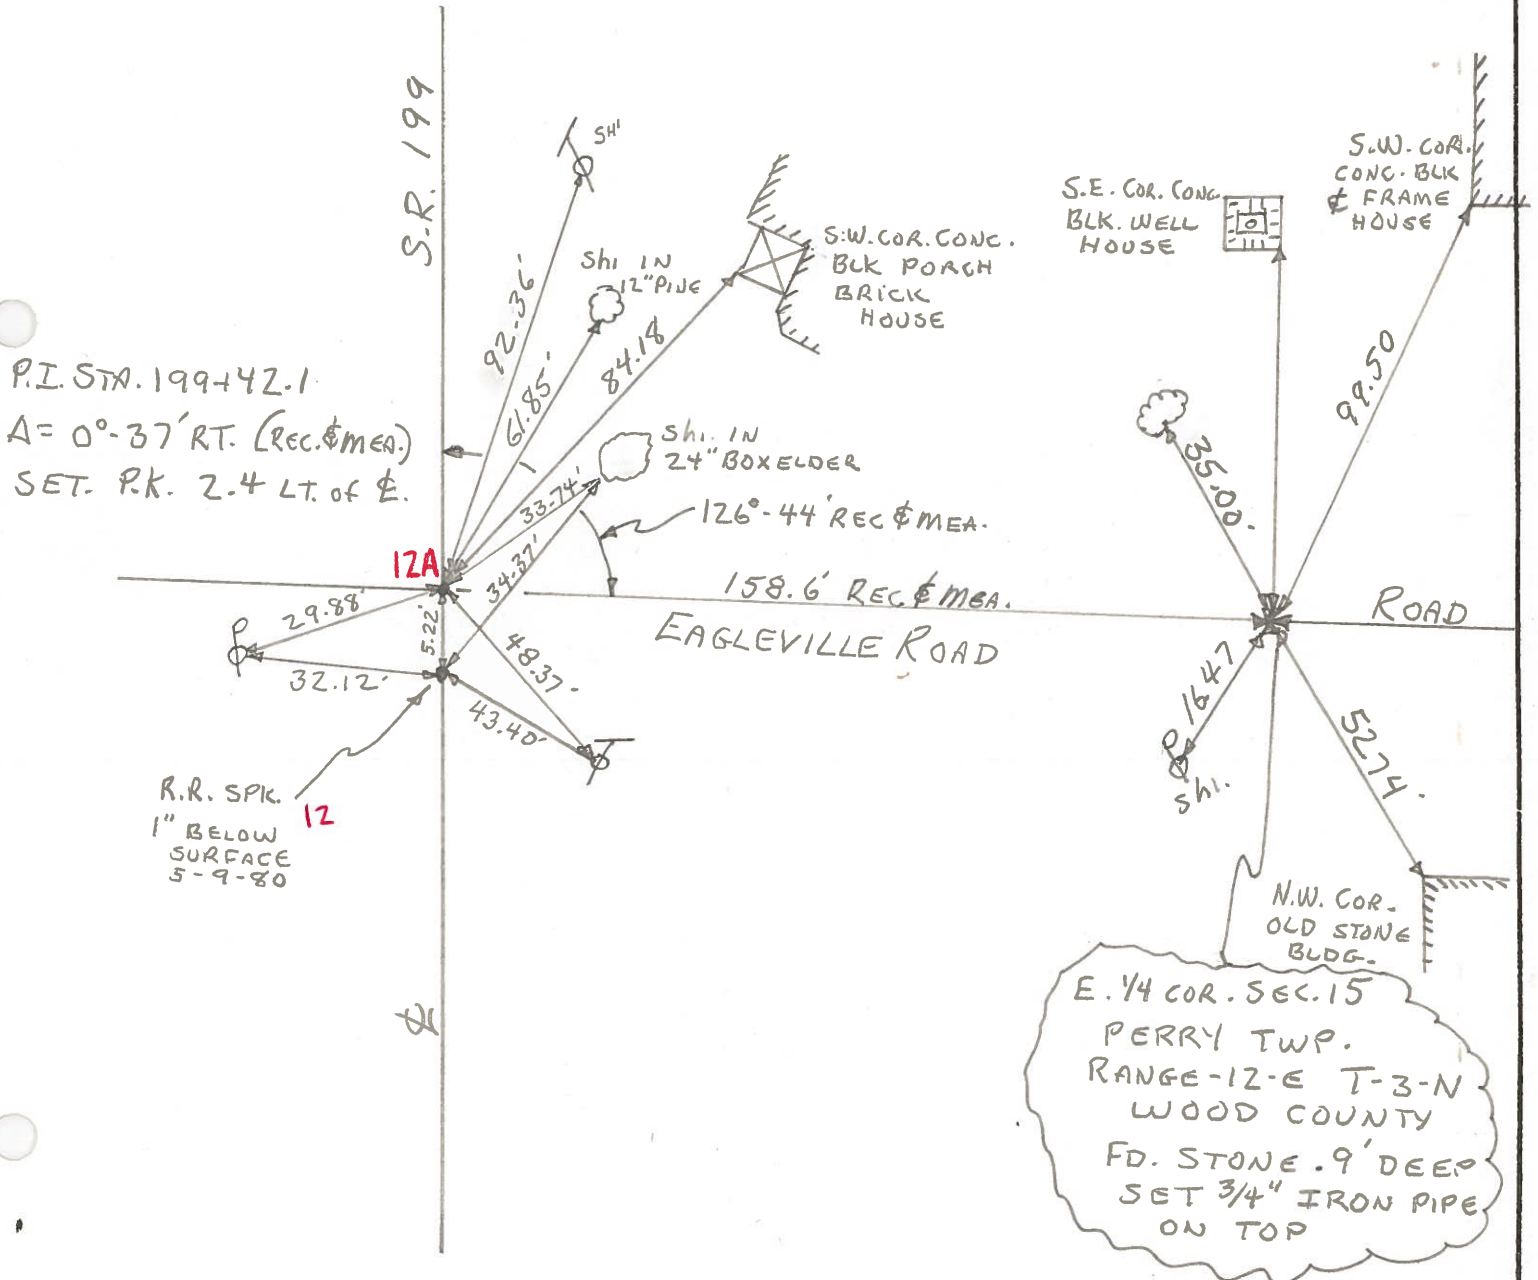 S.R. 199
SHI
92.36'
Shi IN
12" PINE
61.85'
84.18
S.W. COR. CONC.
BLK PORCH
BRICK
HOUSE
S.E. COR. CONC.
BLK. WELL
HOUSE
S.W. COR.
CONC. BLK
& FRAME
HOUSE
99.50
35.00
P.I. STA. 199+42.1
Δ= 0°-37' RT. (REC. & MEA.)
SET. P.K. 2.4 LT. of ℄.
Shi. IN
24" BOXELDER
33.74'
34.37'
126°-44' REC & MEA.
12A
158.6' REC & MEA.
EAGLEVILLE ROAD
ROAD
29.88'
5.22'
32.12'
48.37'
43.40'
R.R. SPK.
12
1" BELOW
SURFACE
5-9-80
16.47
Shi.
52.74
N.W. COR.
OLD STONE
BLDG.
℄
E. 1/4 COR. SEC. 15
PERRY TWP.
RANGE-12-E T-3-N
WOOD COUNTY
FD. STONE .9' DEEP
SET 3/4" IRON PIPE
ON TOP